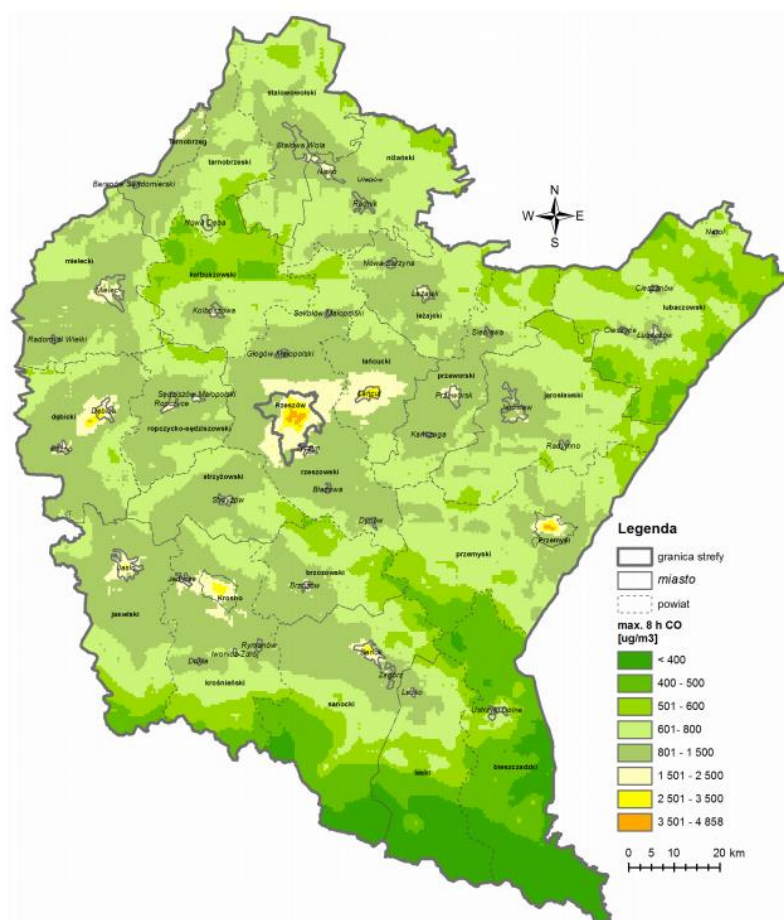 stalowowolski
Tarnobrzeg
Stalowa Wola
tarnobrzeski
Nisko
niżański
Ulanów
Baranów Sandomierski
Rudnik
Nowa Dęba
N
W E
S
mielecki
kolbuszowski
Nowa Sarzyna
Narol
Cieszanów
Mielec
Leżajsk
lubaczowski
Kolbuszowa
Sokołów Małopolski
leżajski
Oleszyce
Lubaczów
Radomyśl Wielki
Sieniawa
Głogów Małopolski
łańcucki
przeworski
jarosławski
Sędziszów Małopolski
Ropczyce
Rzeszów
Łańcut
Przeworsk
Jarosław
dębicki
Dębica
ropczycko-sędziszowski
Kańczuga
Radymno
Pilzno
Tyczyn
rzeszowski
strzyżowski
Błażowa
Strzyżów
Dynów
Przemyśl
przemyski
brzozowski
Jasło
Jedlicze
Krosno
Brzozów
jasielski
Rymanów
Iwonicz-Zdrój
Dukla
Sanok
Zagórz
krośnieński
Lesko
sanocki
Ustrzyki Dolne
leski
bieszczadzki
Legenda
granica strefy
miasto
powiat
max. 8 h CO
[ug/m3]
< 400
400 - 500
501 - 600
601- 800
801 - 1 500
1 501 - 2 500
2 501 - 3 500
3 501 - 4 858
0 5 10 20 km